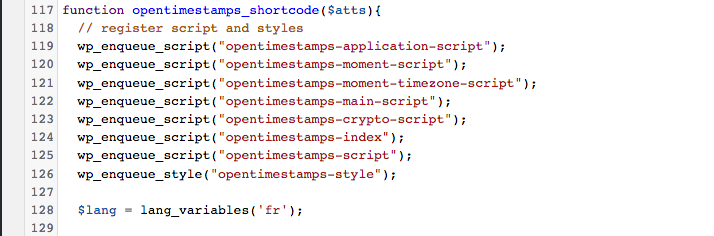 117 function opentimestamps_shortcode($atts){
118 // register script and styles
119 wp_enqueue_script("opentimestamps-application-script");
120 wp_enqueue_script("opentimestamps-moment-script");
121 wp_enqueue_script("opentimestamps-moment-timezone-script");
122 wp_enqueue_script("opentimestamps-main-script");
123 wp_enqueue_script("opentimestamps-crypto-script");
124 wp_enqueue_script("opentimestamps-index");
125 wp_enqueue_script("opentimestamps-script");
126 wp_enqueue_style("opentimestamps-style");
127
128 $lang = lang_variables('fr');
129